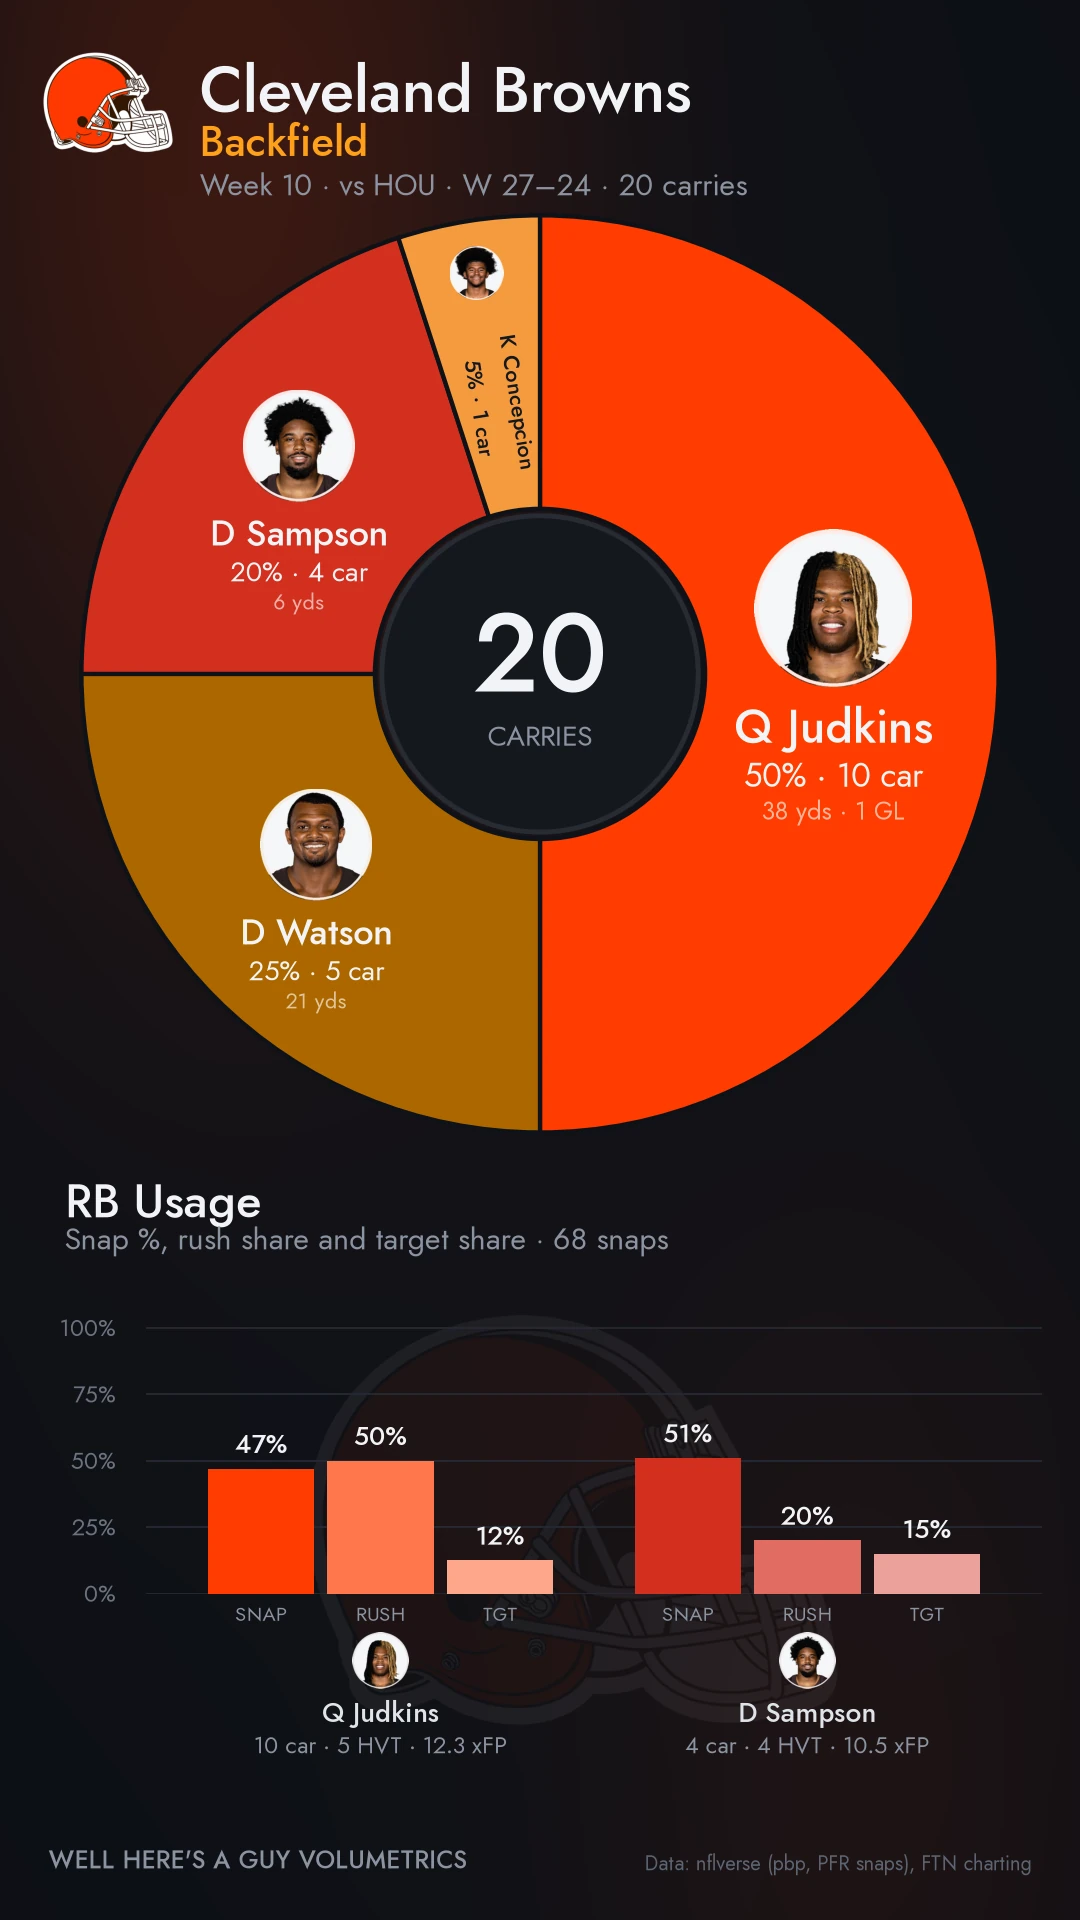 Cleveland Browns
Backfield
Week 10 · vs HOU · W 27–24 · 20 carries
K Concepcion
5% · 1 car
D Sampson
20% · 4 car
6 yds
20
CARRIES
Q Judkins
50% · 10 car
38 yds · 1 GL
D Watson
25% · 5 car
21 yds
RB Usage
Snap %, rush share and target share · 68 snaps
100%
75%
50%
25%
0%
47%
50%
12%
51%
20%
15%
SNAP
RUSH
TGT
SNAP
RUSH
TGT
Q Judkins
10 car · 5 HVT · 12.3 xFP
D Sampson
4 car · 4 HVT · 10.5 xFP
WELL HERE'S A GUY VOLUMETRICS
Data: nflverse (pbp, PFR snaps), FTN charting